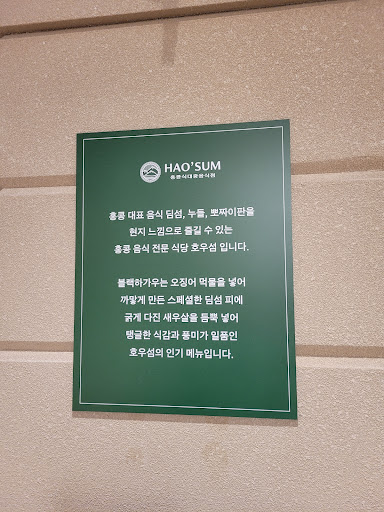 HAO'SUM
홍콩식대중음식점
홍콩 대표 음식 딤섬, 누들, 뽀짜이판을
현지 느낌으로 즐길 수 있는
홍콩 음식 전문 식당 호우섬 입니다.
블랙하가우는 오징어 먹물을 넣어
까맣게 만든 스페셜한 딤섬 피에
굵게 다진 새우살을 듬뿍 넣어
탱글한 식감과 풍미가 일품인
호우섬의 인기 메뉴입니다.